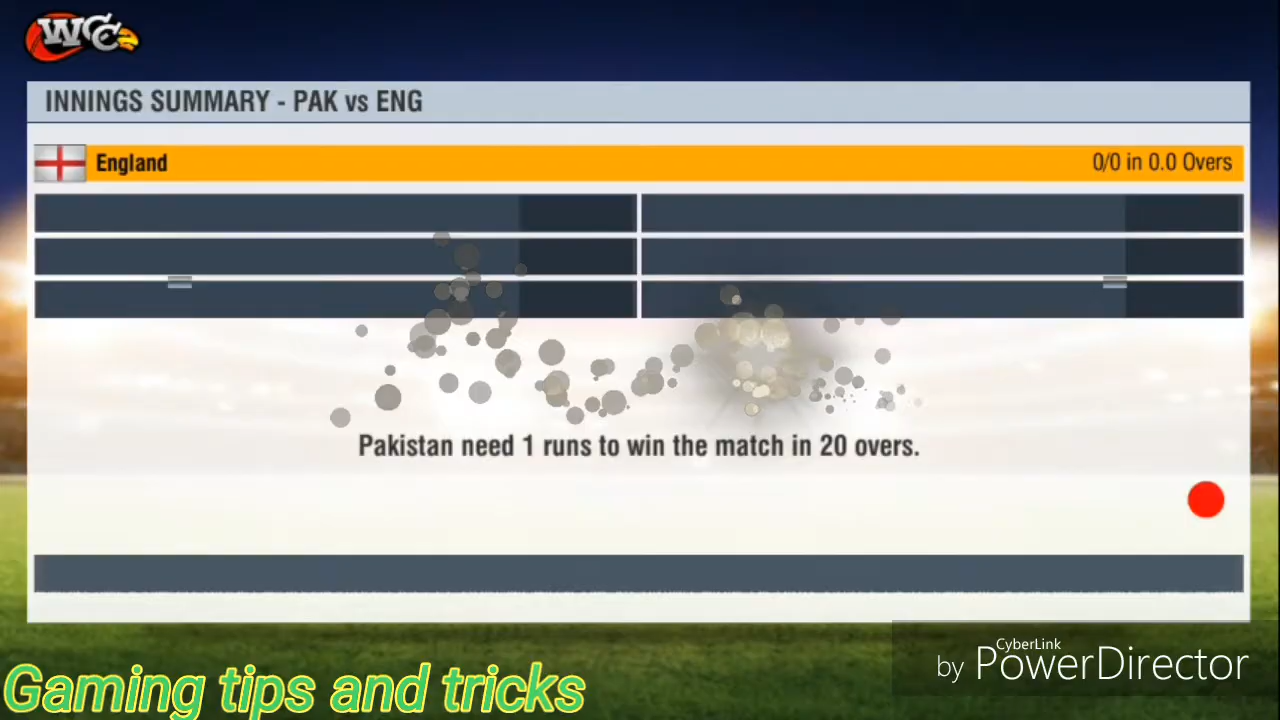 WCC
INNINGS SUMMARY - PAK vs ENG
England 0/0 in 0.0 Overs
Pakistan need 1 runs to win the match in 20 overs.
CyberLink
by PowerDirector
Gaming tips and tricks